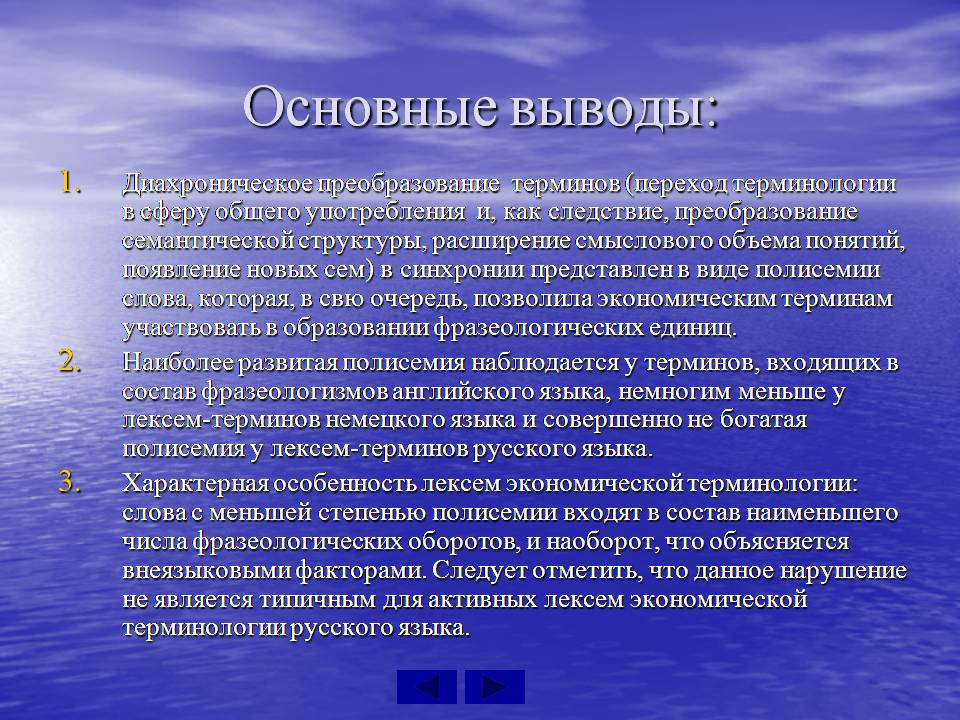 Основные выводы:
1. Диахроническое преобразование терминов (переход терминологии
в сферу общего употребления и, как следствие, преобразование
семантической структуры, расширение смыслового объема понятий,
появление новых сем) в синхронии представлен в виде полисемии
слова, которая, в свю очередь, позволила экономическим терминам
участвовать в образовании фразеологических единиц.
2. Наиболее развитая полисемия наблюдается у терминов, входящих в
состав фразеологизмов английского языка, немногим меньше у
лексем-терминов немецкого языка и совершенно не богатая
полисемия у лексем-терминов русского языка.
3. Характерная особенность лексем экономической терминологии:
слова с меньшей степенью полисемии входят в состав наименьшего
числа фразеологических оборотов, и наоборот, что объясняется
внеязыковыми факторами. Следует отметить, что данное нарушение
не является типичным для активных лексем экономической
терминологии русского языка.